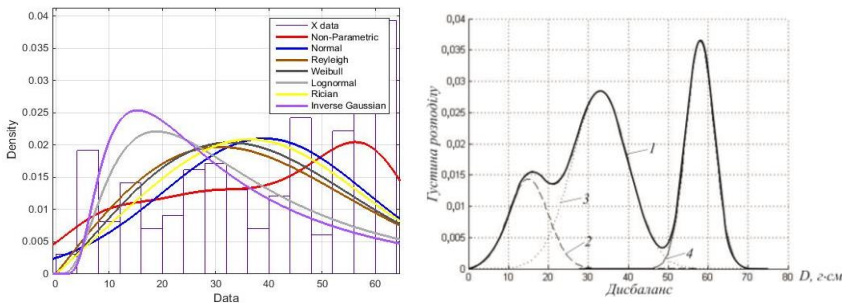 0.04
0.035
0.03
0.025
0.02
0.015
0.01
0.005
0
Density
0 10 20 30 40 50 60
Data
X data
Non-Parametric
Normal
Reyleigh
Weibull
Lognormal
Rician
Inverse Gaussian
0,04
0,035
0,03
0,025
0,02
0,015
0,01
0,005
0
Густина розподілу
1
3
2
4
0 10 20 30 40 50 60 70 80 D, г-см
Дисбаланс